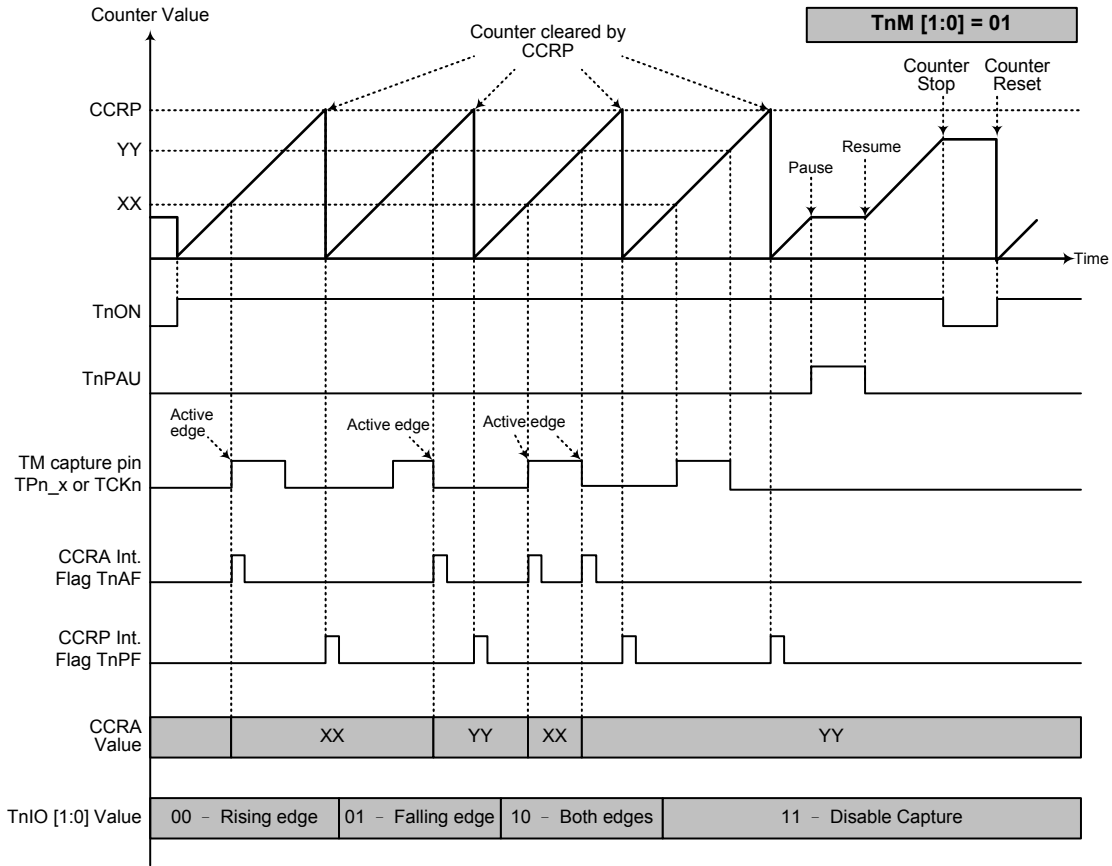 Counter Value
TnM [1:0] = 01
Counter cleared by
CCRP
Counter
Stop
Counter
Reset
CCRP
YY
XX
Pause
Resume
Time
TnON
TnPAU
Active
edge
Active edge
Active edge
TM capture pin
TPn_x or TCKn
CCRA Int.
Flag TnAF
CCRP Int.
Flag TnPF
CCRA
Value
XX
YY
XX
YY
TnIO [1:0] Value
00 – Rising edge
01 – Falling edge
10 – Both edges
11 – Disable Capture